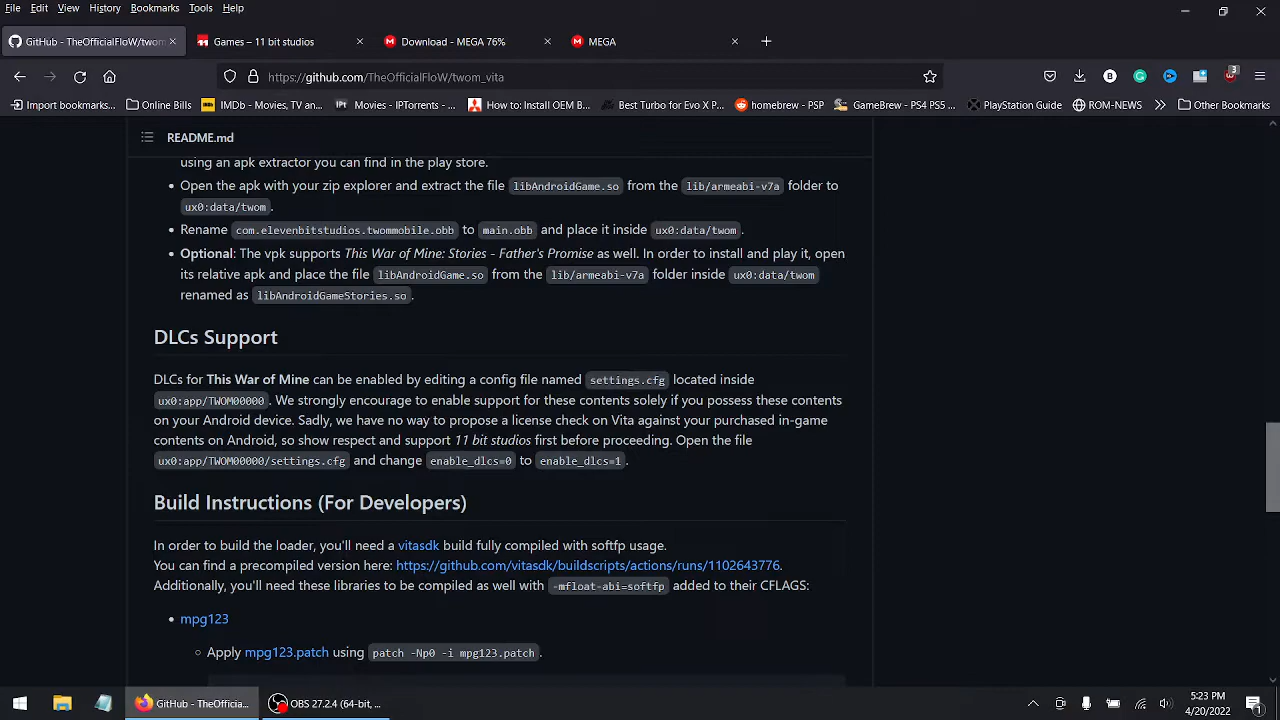 File Edit View History Bookmarks Tools Help
GitHub - TheOfficialFloW/twom
Games – 11 bit studios
Download - MEGA 76%
MEGA
https://github.com/TheOfficialFloW/twom_vita
3
Import bookmarks...
Online Bills
IMDb - Movies, TV an...
IPT
Movies - IPTorrents - ...
How to: Install OEM B...
Best Turbo for Evo X P...
homebrew - PSP
GameBrew - PS4 PS5 ...
PlayStation Guide
ROM-NEWS
Other Bookmarks
README.md
using an apk extractor you can find in the play store.
Open the apk with your zip explorer and extract the file libAndroidGame.so from the lib/armeabi-v7a folder to
ux0:data/twom.
Rename com.elevenbitstudios.twommobile.obb to main.obb and place it inside ux0:data/twom.
Optional: The vpk supports This War of Mine: Stories - Father's Promise as well. In order to install and play it, open
its relative apk and place the file libAndroidGame.so from the lib/armeabi-v7a folder inside ux0:data/twom
renamed as libAndroidGameStories.so.
DLCs Support
DLCs for This War of Mine can be enabled by editing a config file named settings.cfg located inside
ux0:app/TWOM00000. We strongly encourage to enable support for these contents solely if you possess these contents
on your Android device. Sadly, we have no way to propose a license check on Vita against your purchased in-game
contents on Android, so show respect and support 11 bit studios first before proceeding. Open the file
ux0:app/TWOM00000/settings.cfg and change enable_dlcs=0 to enable_dlcs=1.
Build Instructions (For Developers)
In order to build the loader, you'll need a vitasdk build fully compiled with softfp usage.
You can find a precompiled version here: https://github.com/vitasdk/buildscripts/actions/runs/1102643776.
Additionally, you'll need these libraries to be compiled as well with -mfloat-abi=softfp added to their CFLAGS:
mpg123
Apply mpg123.patch using patch -Np0 -i mpg123.patch.
GitHub - TheOfficia...
OBS 27.2.4 (64-bit, ...
5:23 PM
4/20/2022